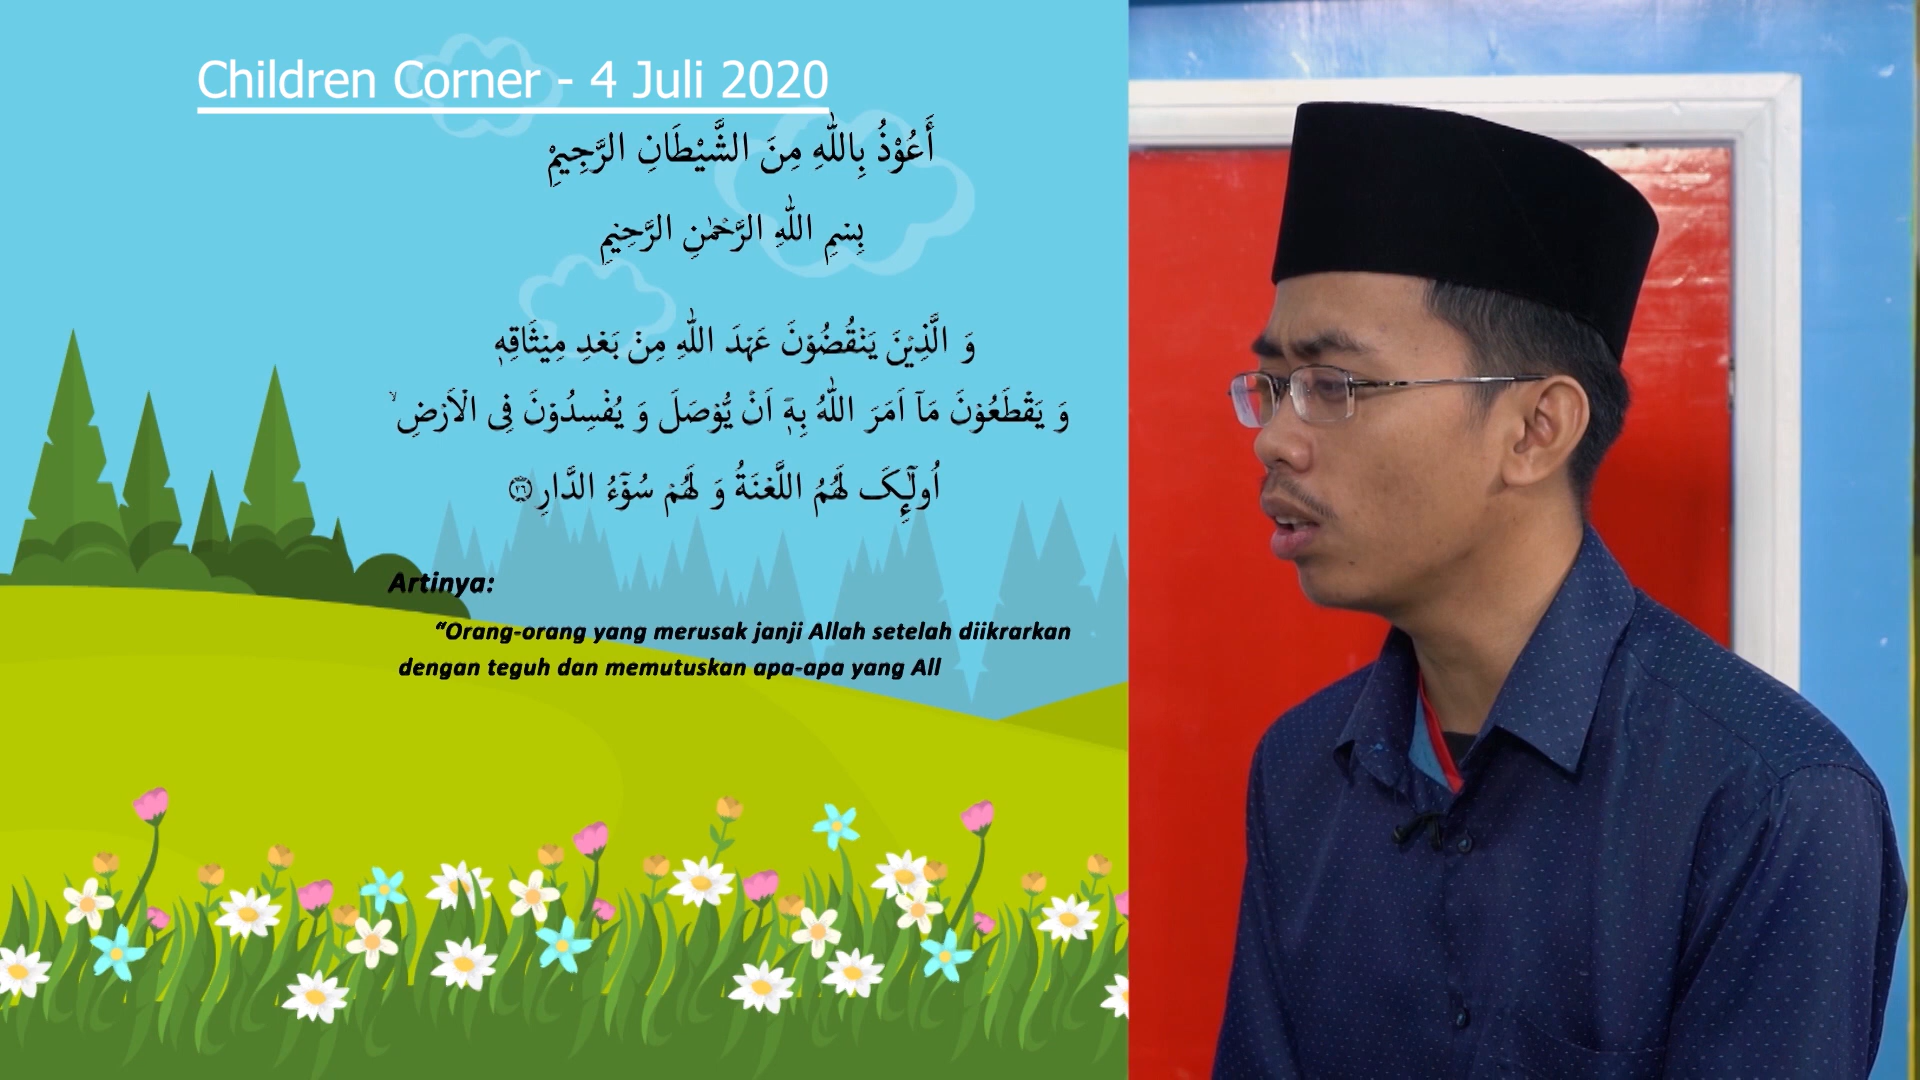 Children Corner - 4 Juli 2020
أَعُوْذُ بِاللّٰهِ مِنَ الشَّيْطَانِ الرَّجِيْمِ
بِسْمِ اللّٰهِ الرَّحْمٰنِ الرَّحِيْمِ
وَ الَّذِيْنَ يَنْقُضُوْنَ عَهْدَ اللّٰهِ مِنْۢ بَعْدِ مِيْثَاقِهٖ
وَ يَقْطَعُوْنَ مَاۤ اَمَرَ اللّٰهُ بِهٖۤ اَنْ يُّوْصَلَ وَ يُفْسِدُوْنَ فِى الْاَرْضِ ۙ
اُولٰٓئِكَ لَهُمُ اللَّعْنَةُ وَ لَهُمْ سُوْٓءُ الدَّارِ ﴿۲۶﴾
Artinya:
“Orang-orang yang merusak janji Allah setelah diikrarkan
dengan teguh dan memutuskan apa-apa yang All